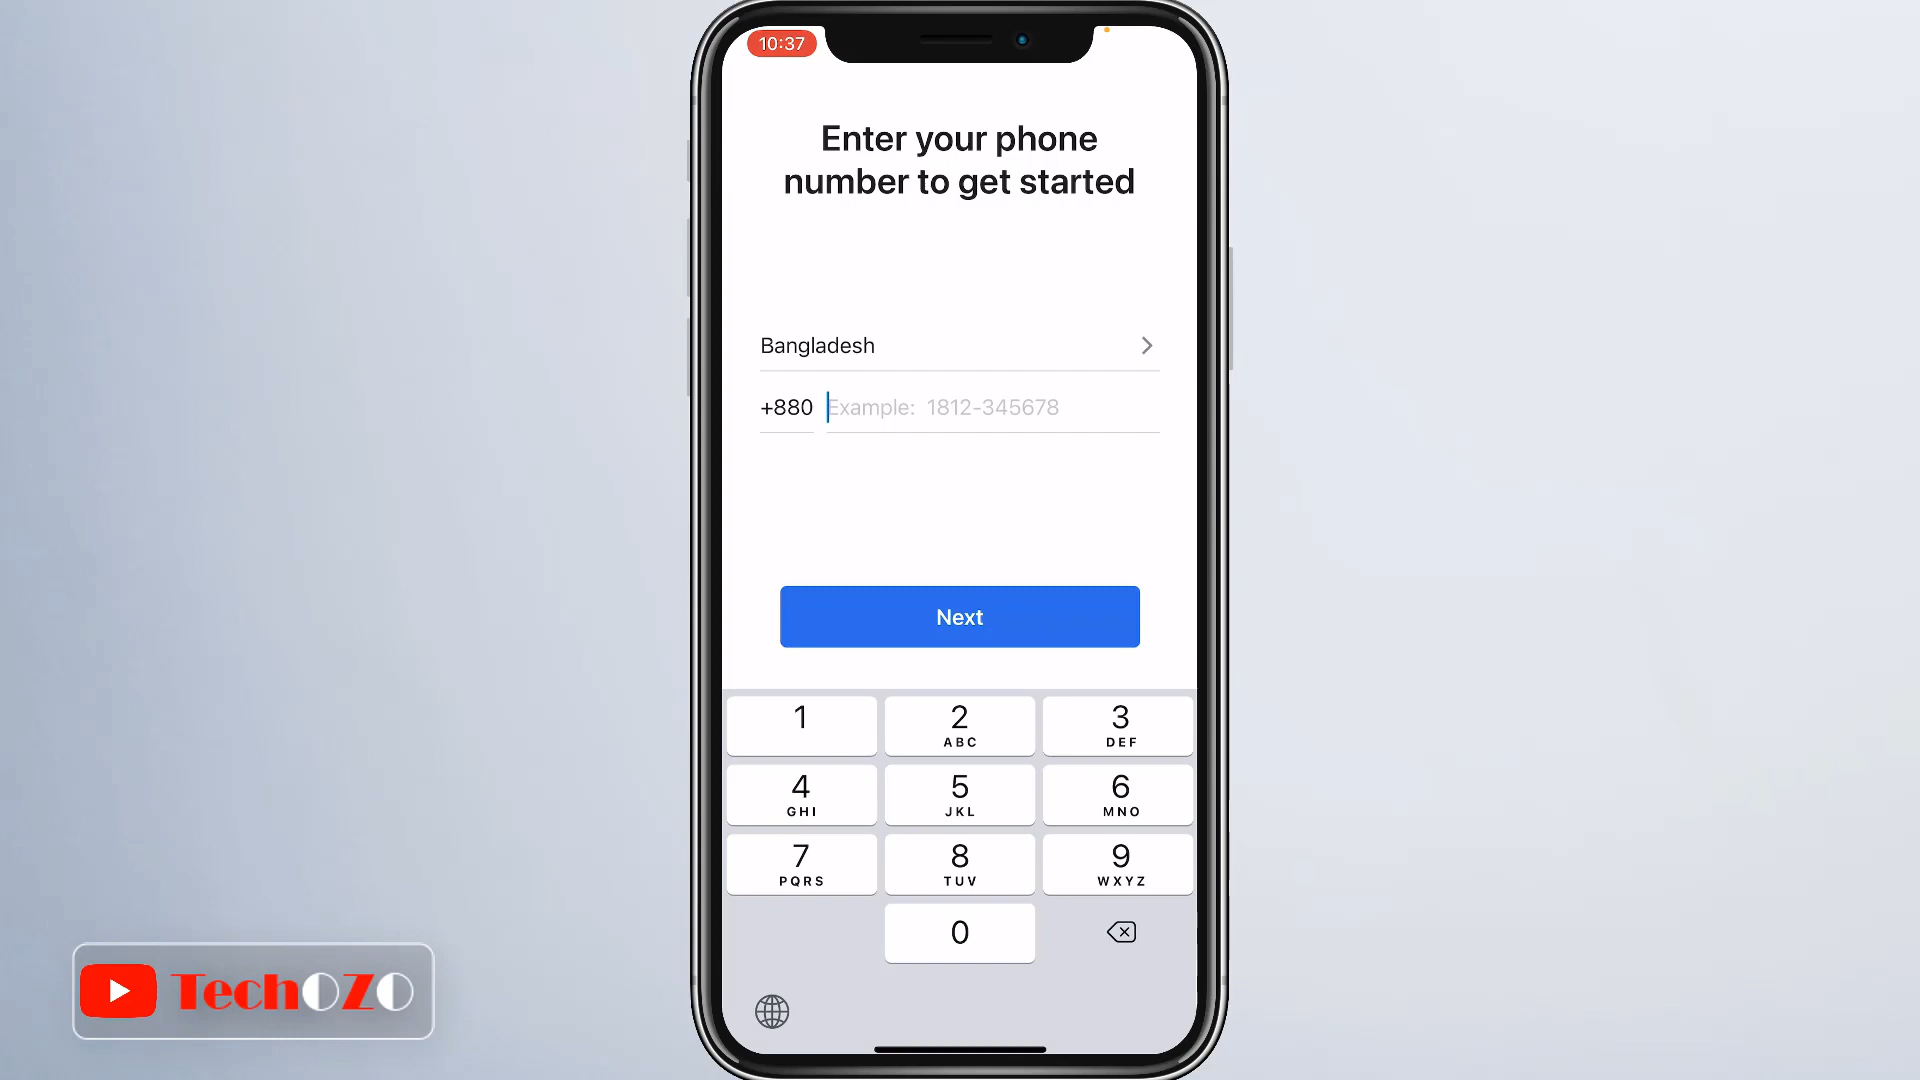 10:37
Enter your phone
number to get started
Bangladesh
+880 Example: 1812-345678
Next
1
2
ABC
3
DEF
4
GHI
5
JKL
6
MNO
7
PQRS
8
TUV
9
WXYZ
0
TechOZO